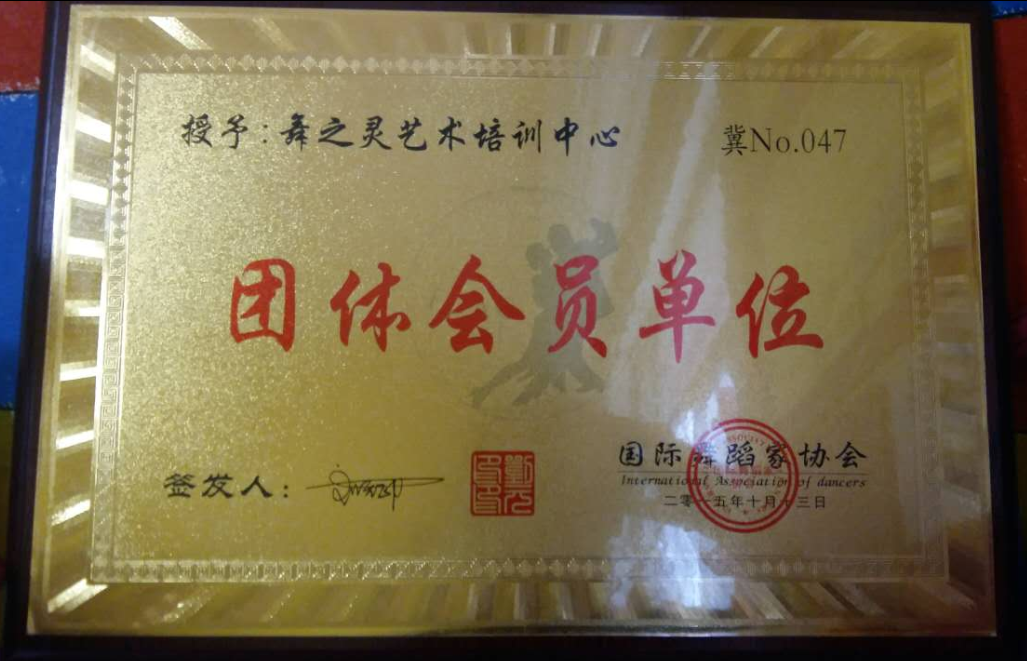 授予：舞之灵艺术培训中心
冀No.047
团体会员单位
签发人：
国际舞蹈家协会
International Association of dancers
二零一五年十月 三日